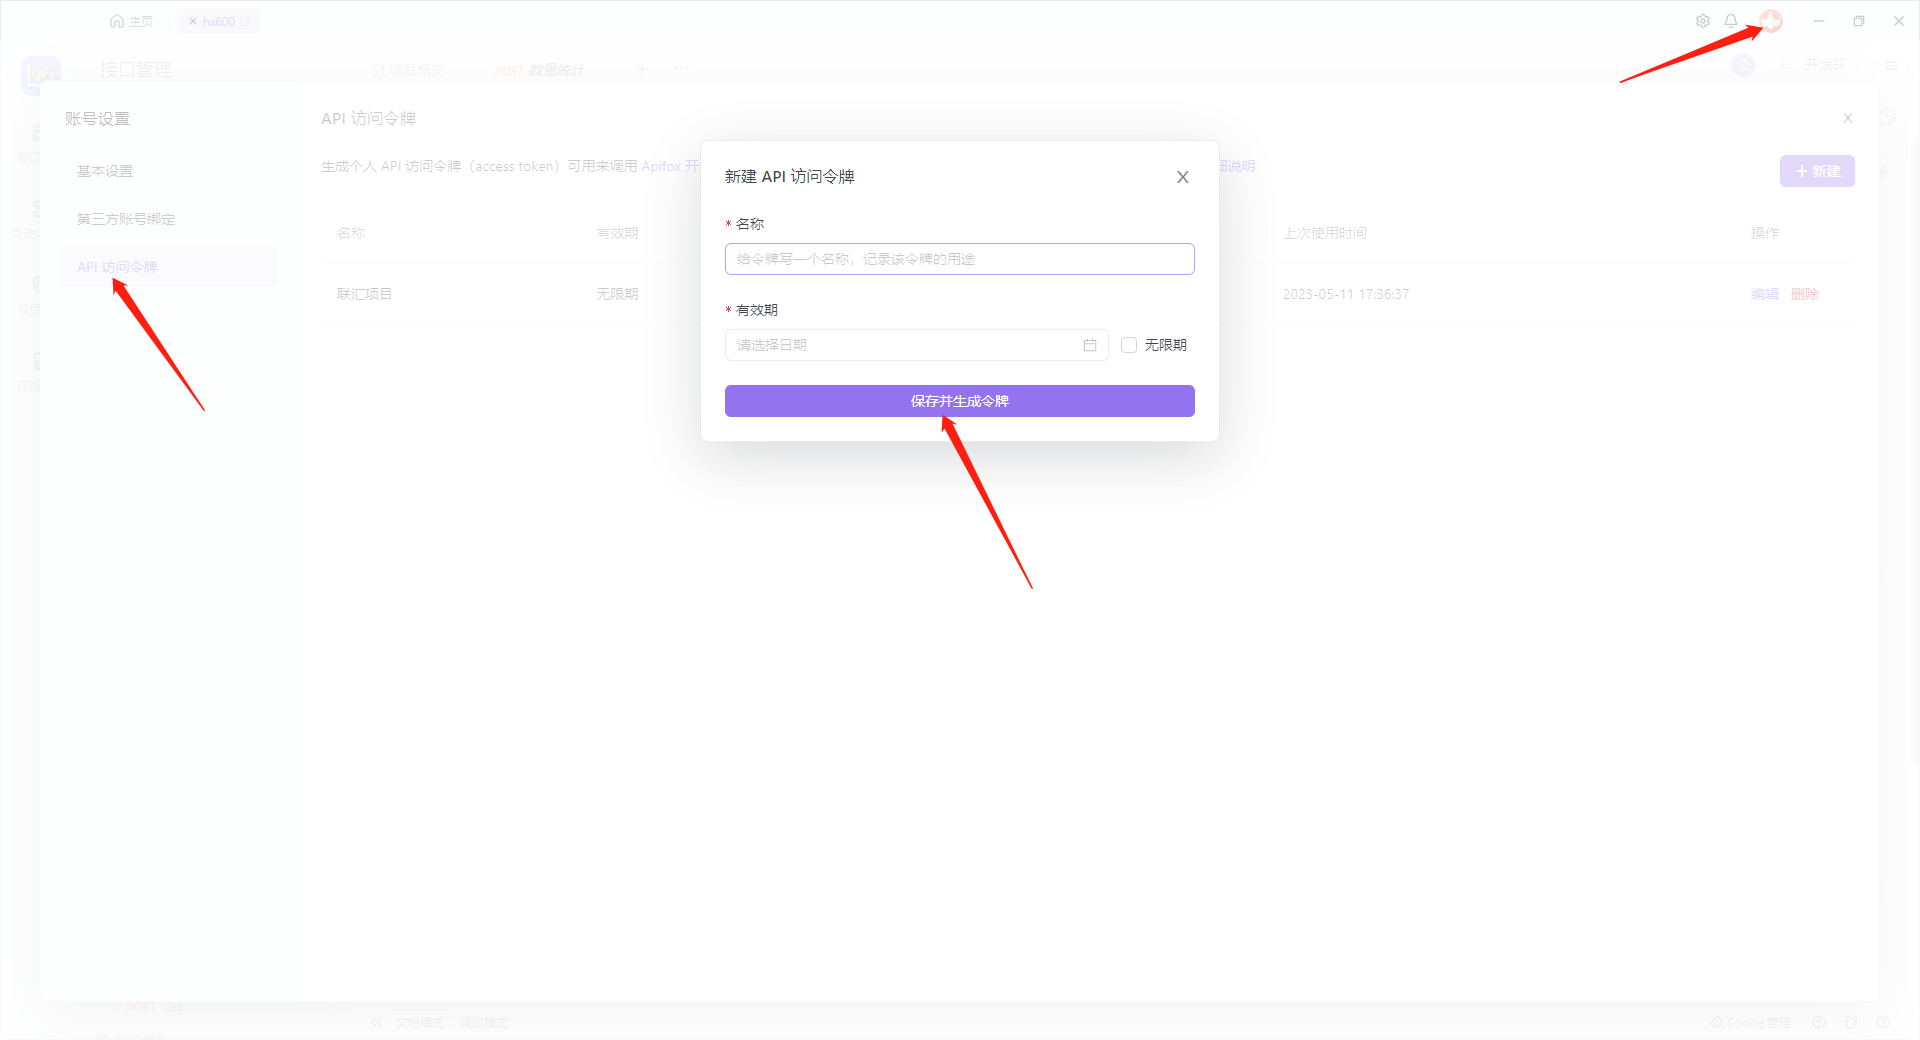 主页
hx600
接口管理
项目概览
POST 数量统计
开发环
账号设置
基本设置
第三方账号绑定
API 访问令牌
API 访问令牌
生成个人 API 访问令牌（access token）可用来调用 Apifox 开
细说明
新建
名称
有效期
上次使用时间
操作
联汇项目
无限期
2023-05-11 17:36:37
编辑
删除
新建 API 访问令牌
* 名称
给令牌写一个名称，记录该令牌的用途
* 有效期
请选择日期
无限期
保存并生成令牌
POST ces
文档模式
调试模式
Cookie 管理